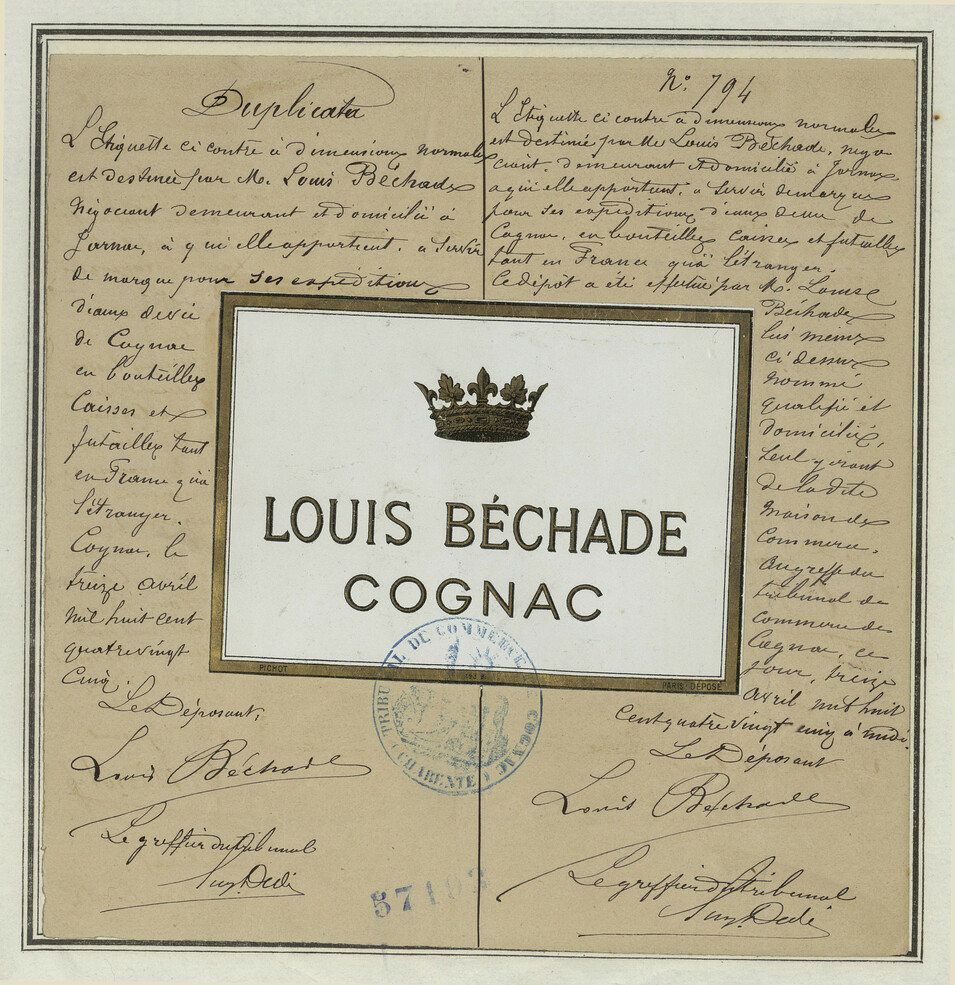 Duplicata
L'Etiquette ci contre à dimensions normales
est destinée par M. Louis Béchade
Négociant demeurant et domicilié à
Jarnac, à qui elle appartient, à servir
de marque pour ses expéditions
d'eaux de vie
de Cognac
en bouteilles
Caisses et
futailles tant
en France qu'à
l'étranger.
Cognac, le
treize avril
mil huit cent
quatre vingt
Cinq.
Le Déposant,
Louis Béchade
Le greffier du tribunal
N° 794
L'Etiquette ci contre à dimensions normales
est destinée par M. Louis Béchade, négo
ciant demeurant et domicilié à Jarnac,
à qui elle appartient, à servir de marque
pour ses expéditions d'eaux de vie de
Cognac, en bouteilles caisses et futailles
tant en France qu'à l'étranger.
Ce dépôt a été effectué par M. Louis
Béchade
lui même
ci dessus
nommé
qualifié et
domicilié,
seul gérant
de la dite
maison de
Commerce,
au greffe du
tribunal de
Commerce de
Cognac, ce
jour, treize
avril mil huit
cent quatre vingt cinq à midi.
Le Déposant
Louis Béchade
Le greffier du tribunal
LOUIS BÉCHADE
COGNAC
PICHOT
PARIS DÉPOSÉ
TRIBUNAL DE COMMERCE DE COGNAC
(CHARENTE)